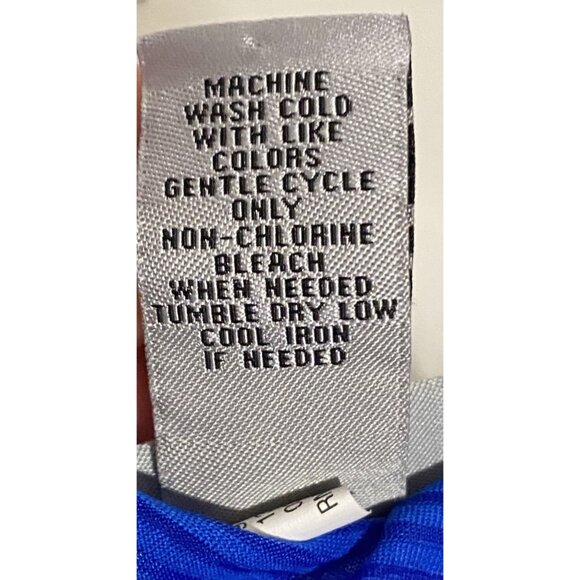 MACHINE
WASH COLD
WITH LIKE
COLORS
GENTLE CYCLE
ONLY
NON-CHLORINE
BLEACH
WHEN NEEDED
TUMBLE DRY LOW
COOL IRON
IF NEEDED